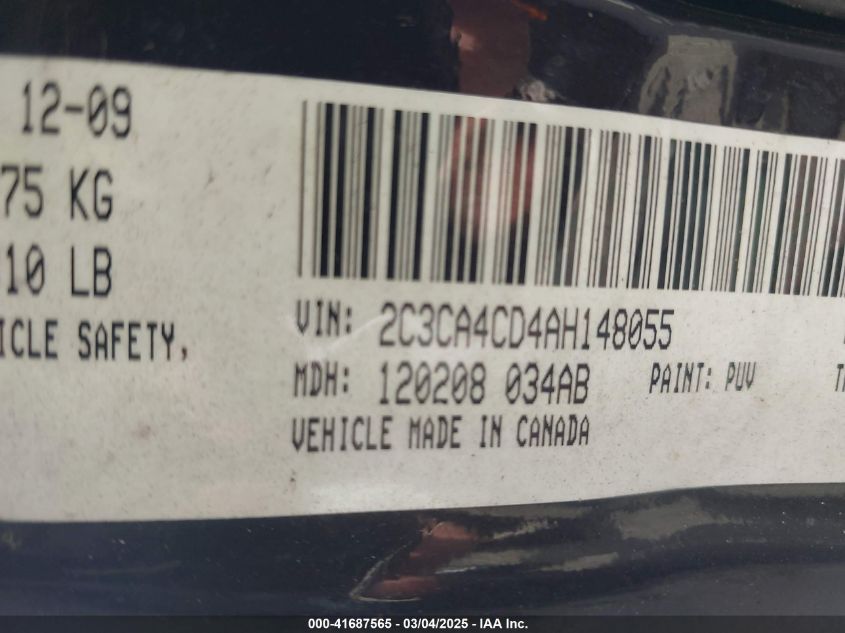 12-09
75 KG
10 LB
ICLE SAFETY,
VIN: 2C3CA4CD4AH148055
MDH: 120208 034AB PAINT: PUV
VEHICLE MADE IN CANADA
000-41687565 - 03/04/2025 - IAA Inc.